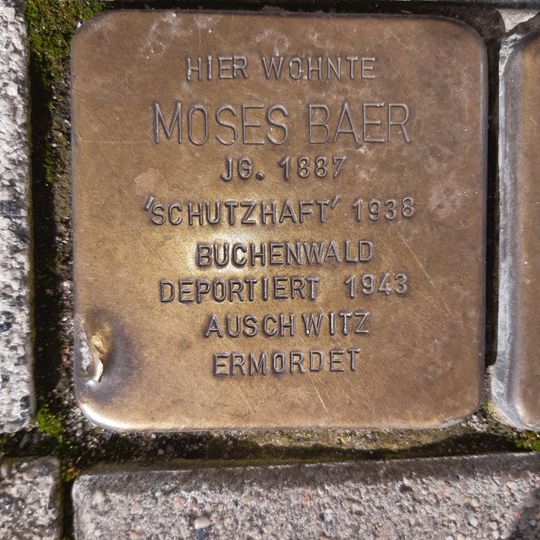 HIER WOHNTE
MOSES BAER
JG. 1887
'SCHUTZHAFT' 1938
BUCHENWALD
DEPORTIERT 1943
AUSCHWITZ
ERMORDET